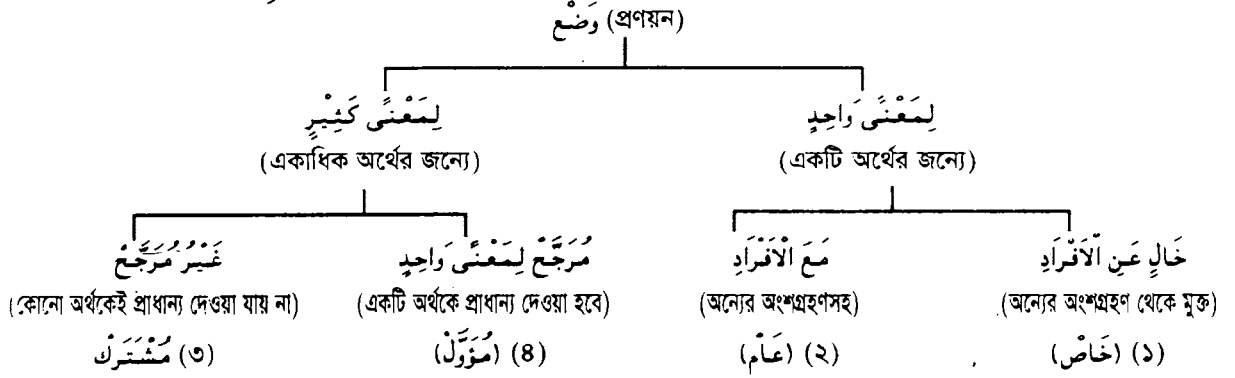 وَضْع (প্রণয়ন)
لِمَعْنًى كَثِيْرٍ لِمَعْنًى وَاحِدٍ
(একাধিক অর্থের জন্যে) (একটি অর্থের জন্যে)
غَيْرُ مُرَجَّحْ مُرَجَّحْ لِمَعْنًى وَاحِدٍ مَعَ الْاَفْرَادِ خَالٍ عَنِ الْاَفْرَادِ
(কোনো অর্থকেই প্রাধান্য দেওয়া যায় না) (একটি অর্থকে প্রাধান্য দেওয়া হবে) (অন্যের অংশগ্রহণসহ) (অন্যের অংশগ্রহণ থেকে মুক্ত)
(৩) مُشْتَرَكْ (৪) (مُؤَوَّلْ) (২) (عَامْ) (১) (خَاصْ)